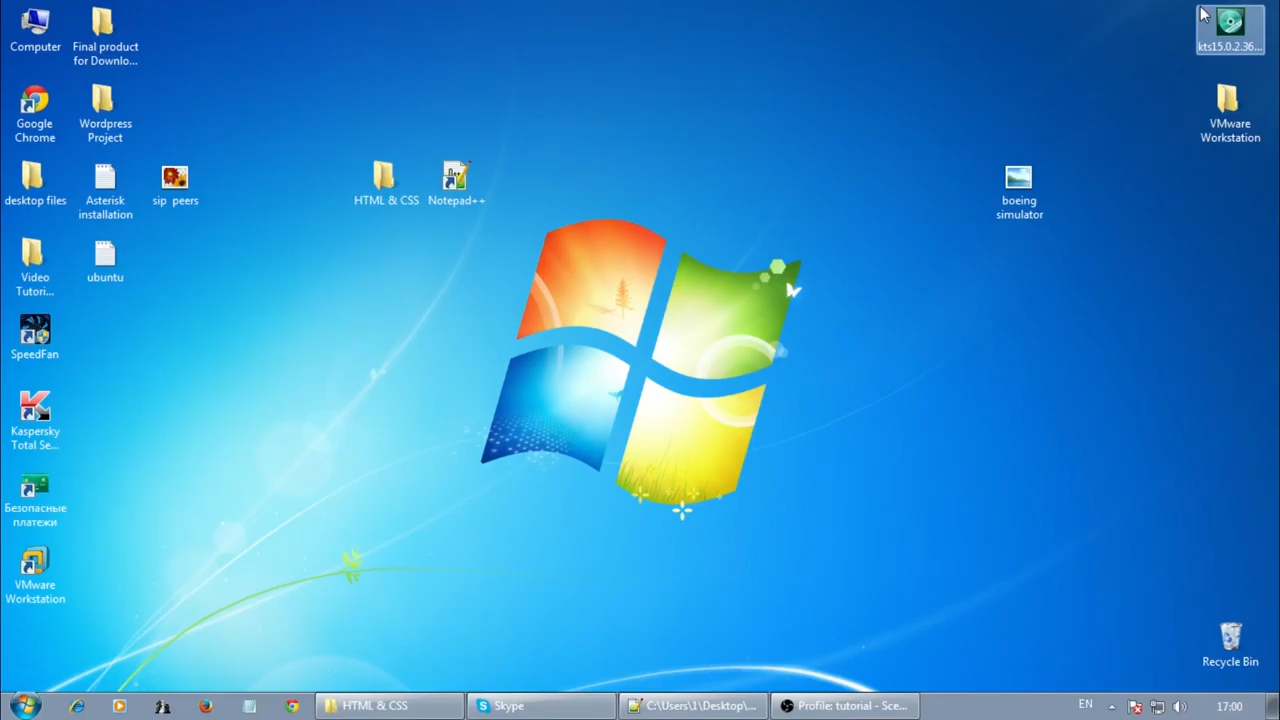 Computer
Final product
for Downlo...
kts15.0.2.36...
Google
Chrome
Wordpress
Project
VMware
Workstation
desktop files
Asterisk
installation
sip peers
HTML & CSS
Notepad++
boeing
simulator
Video
Tutori...
ubuntu
SpeedFan
Kaspersky
Total Se...
Безопасные
платежи
VMware
Workstation
Recycle Bin
HTML & CSS
Skype
C:\Users\1\Desktop\...
Profile: tutorial - Sce...
EN
17:00